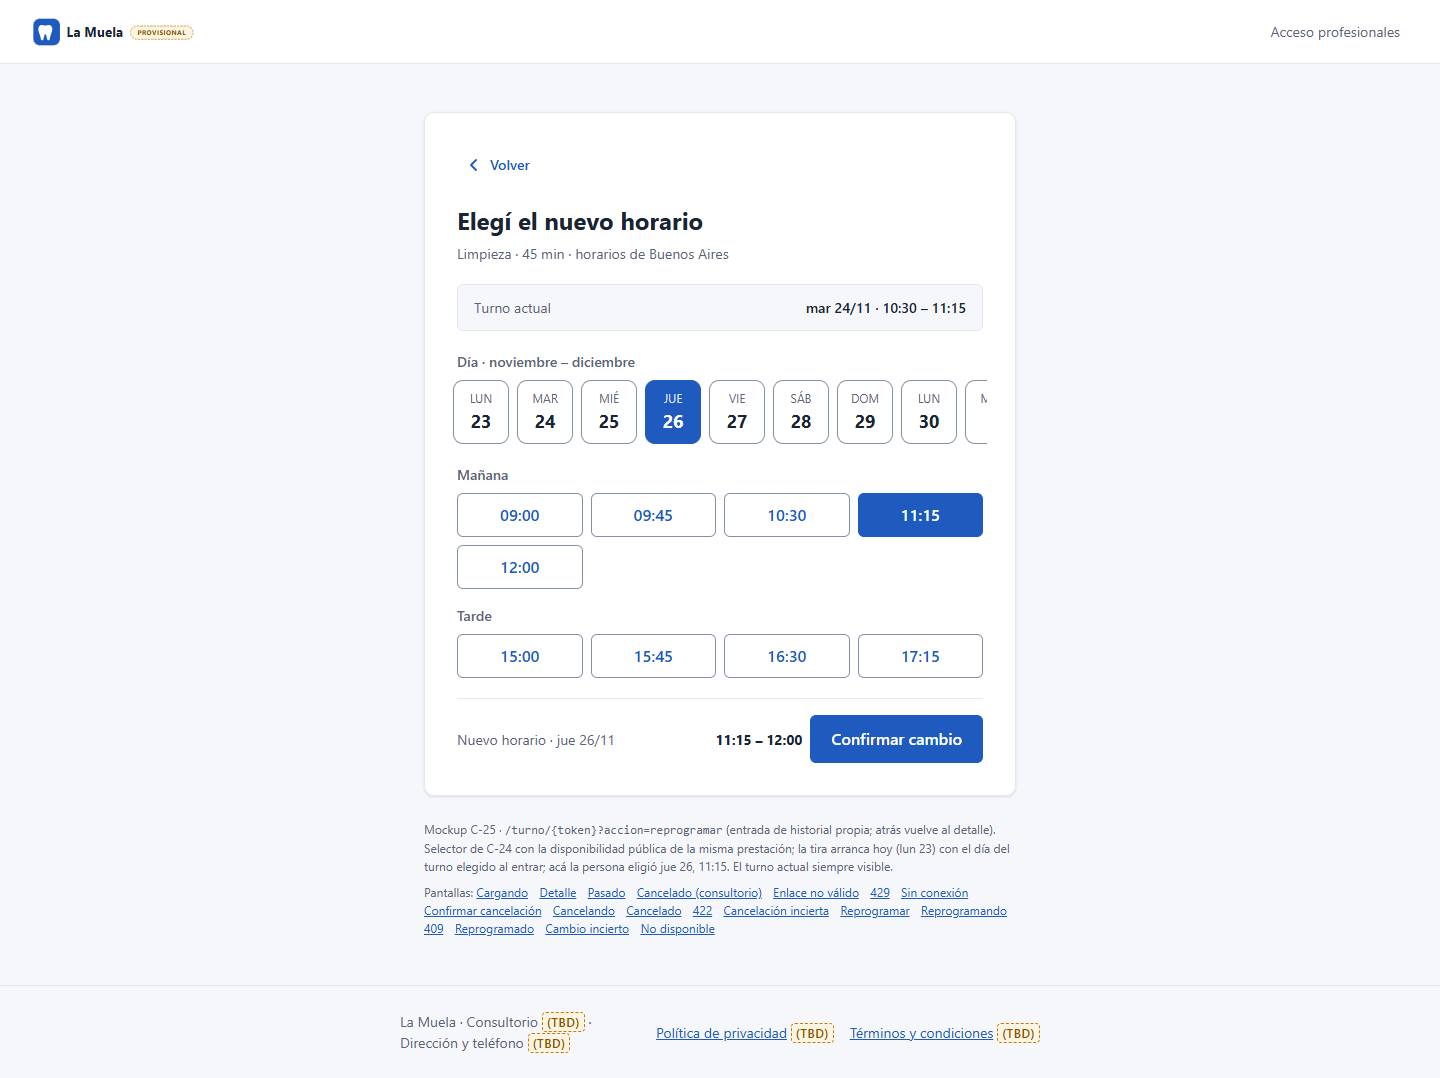 La Muela PROVISIONAL
Acceso profesionales
Volver
Elegí el nuevo horario
Limpieza · 45 min · horarios de Buenos Aires
Turno actual mar 24/11 · 10:30 – 11:15
Día · noviembre – diciembre
LUN MAR MIÉ JUE VIE SÁB DOM LUN
23 24 25 26 27 28 29 30
Mañana
09:00 09:45 10:30 11:15
12:00
Tarde
15:00 15:45 16:30 17:15
Nuevo horario · jue 26/11 11:15 – 12:00 Confirmar cambio
Mockup C-25 · /turno/{token}?accion=reprogramar (entrada de historial propia; atrás vuelve al detalle).
Selector de C-24 con la disponibilidad pública de la misma prestación; la tira arranca hoy (lun 23) con el día del
turno elegido al entrar; acá la persona eligió jue 26, 11:15. El turno actual siempre visible.
Pantallas: Cargando Detalle Pasado Cancelado (consultorio) Enlace no válido 429 Sin conexión
Confirmar cancelación Cancelando Cancelado 422 Cancelación incierta Reprogramar Reprogramando
409 Reprogramado Cambio incierto No disponible
La Muela · Consultorio (TBD) ·
Dirección y teléfono (TBD)
Política de privacidad (TBD) Términos y condiciones (TBD)